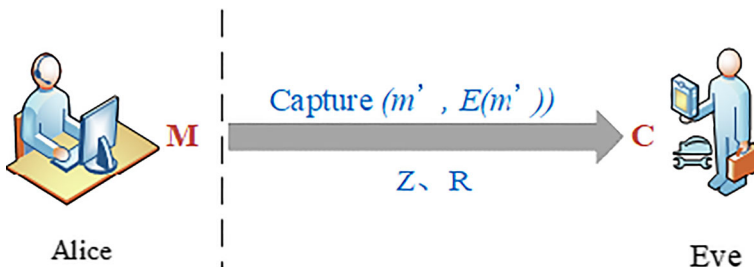 Capture (m’ , E(m’ ))
M
C
Z、R
Alice
Eve